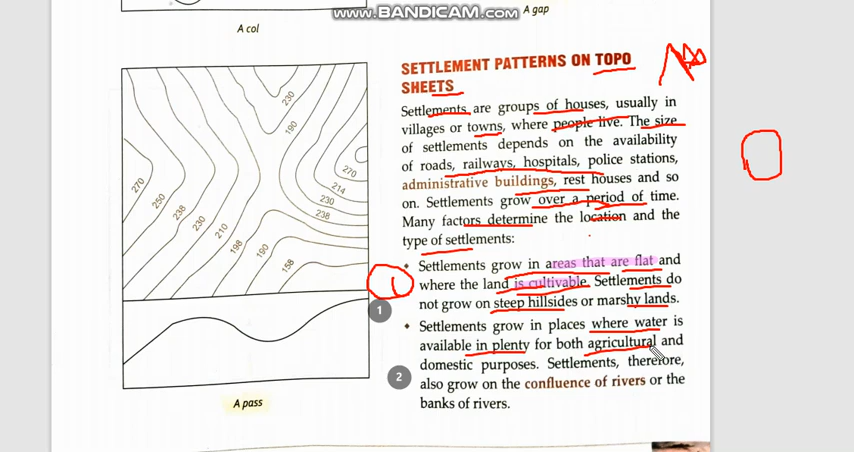 www.BANDICAM.com
A col
A gap
230
190
270
270
214
250
230
238
238
230
210
198
190
158
A pass
SETTLEMENT PATTERNS ON TOPO
SHEETS
Settlements are groups of houses, usually in
villages or towns, where people live. The size
of settlements depends on the availability
of roads, railways, hospitals, police stations,
administrative buildings, rest houses and so
on. Settlements grow over a period of time.
Many factors determine the location and the
type of settlements:
• Settlements grow in areas that are flat and
where the land is cultivable. Settlements do
not grow on steep hillsides or marshy lands.
1
• Settlements grow in places where water is
available in plenty for both agricultural and
domestic purposes. Settlements, therefore,
2
also grow on the confluence of rivers or the
banks of rivers.